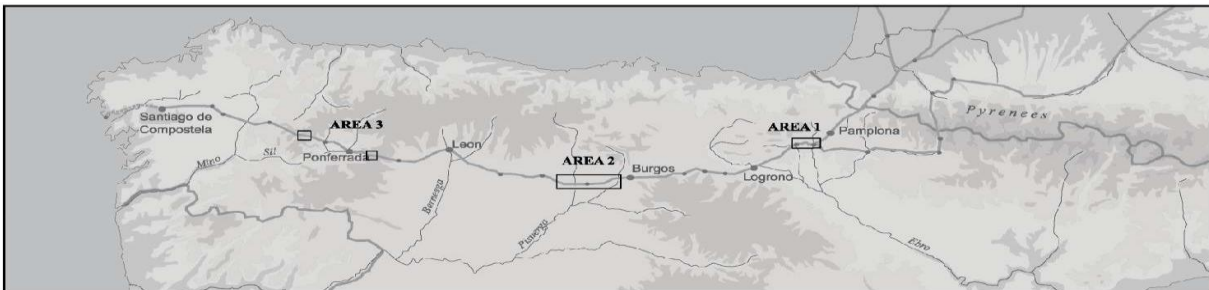 Santiago de
Compostela
AREA 3
Ponferrada
Sil
Mino
Leon
Bernesga
AREA 2
Burgos
Pisuerga
AREA 1
Pamplona
Logrono
Ebro
Pyrenees